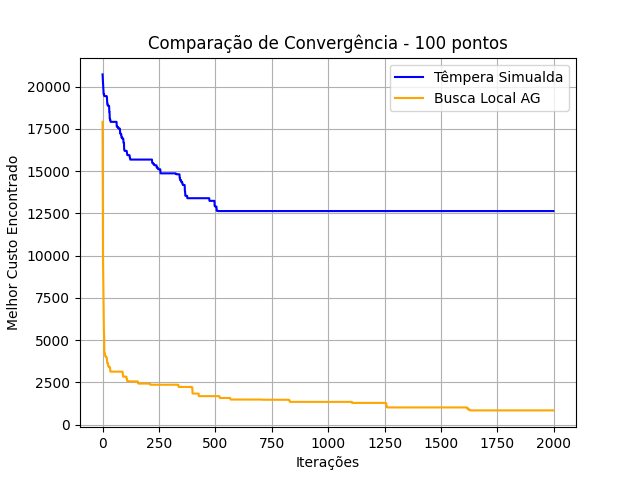 Comparação de Convergência - 100 pontos
Têmpera Simualda
Busca Local AG
Melhor Custo Encontrado
20000
17500
15000
12500
10000
7500
5000
2500
0
0 250 500 750 1000 1250 1500 1750 2000
Iterações